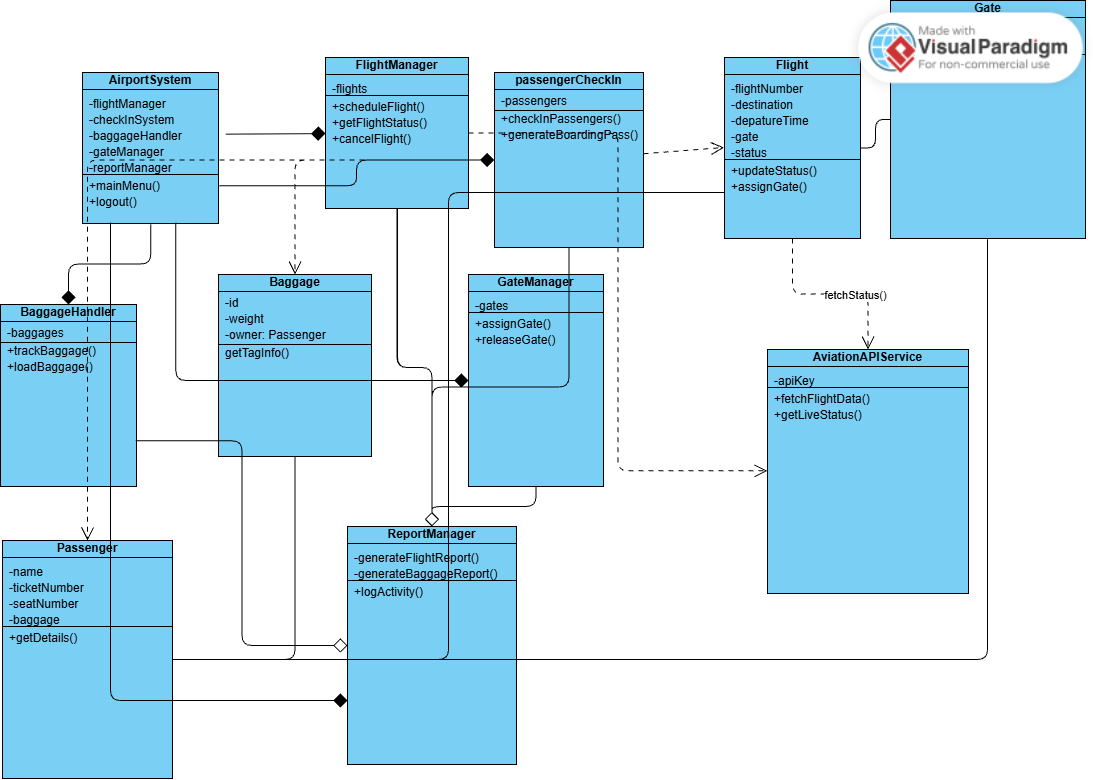 Gate
Made with
VisualParadigm
For non-commercial use
AirportSystem
-flightManager
-checkInSystem
-baggageHandler
-gateManager
-reportManager
+mainMenu()
+logout()
FlightManager
-flights
+scheduleFlight()
+getFlightStatus()
+cancelFlight()
passengerCheckIn
-passengers
+checkInPassengers()
+generateBoardingPass()
Flight
-flightNumber
-destination
-depatureTime
-gate
-status
+updateStatus()
+assignGate()
BaggageHandler
-baggages
+trackBaggage()
+loadBaggage()
Baggage
-id
-weight
-owner: Passenger
getTagInfo()
GateManager
-gates
+assignGate()
+releaseGate()
fetchStatus()
AviationAPIService
-apiKey
+fetchFlightData()
+getLiveStatus()
Passenger
-name
-ticketNumber
-seatNumber
-baggage
+getDetails()
ReportManager
-generateFlightReport()
-generateBaggageReport()
+logActivity()